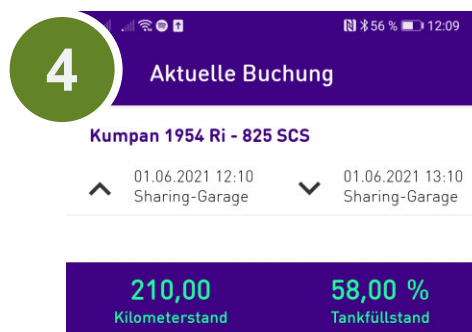 56 % 12:09
4
Aktuelle Buchung
Kumpan 1954 Ri - 825 SCS
01.06.2021 12:10 01.06.2021 13:10
Sharing-Garage Sharing-Garage
210,00 58,00 %
Kilometerstand Tankfüllstand